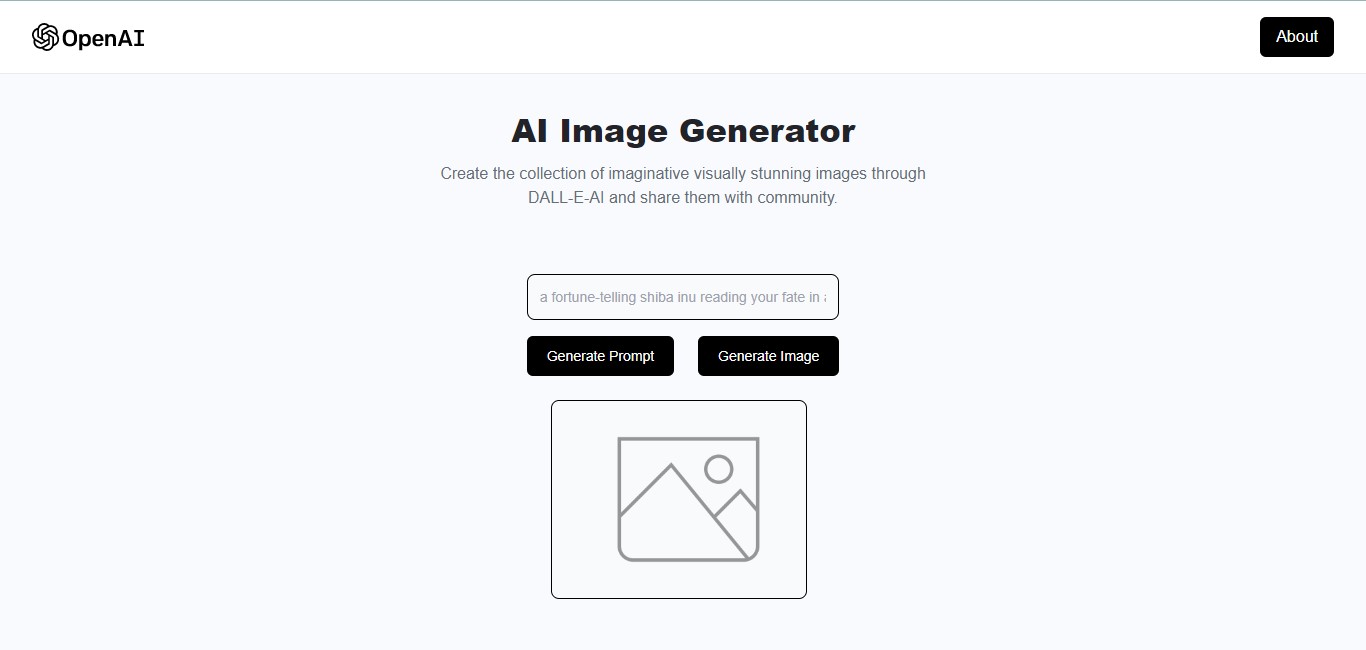 OpenAI
About
AI Image Generator
Create the collection of imaginative visually stunning images through
DALL-E-AI and share them with community.
a fortune-telling shiba inu reading your fate in
Generate Prompt
Generate Image